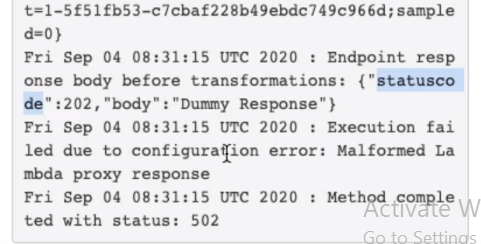 t=1-5f51fb53-c7cbaf228b49ebdc749c966d;sample
d=0}
Fri Sep 04 08:31:15 UTC 2020 : Endpoint resp
onse body before transformations: {"statusco
de":202,"body":"Dummy Response"}
Fri Sep 04 08:31:15 UTC 2020 : Execution fai
led due to configuration error: Malformed La
mbda proxy response
Fri Sep 04 08:31:15 UTC 2020 : Method comple
ted with status: 502
Activate W
Go to Settings